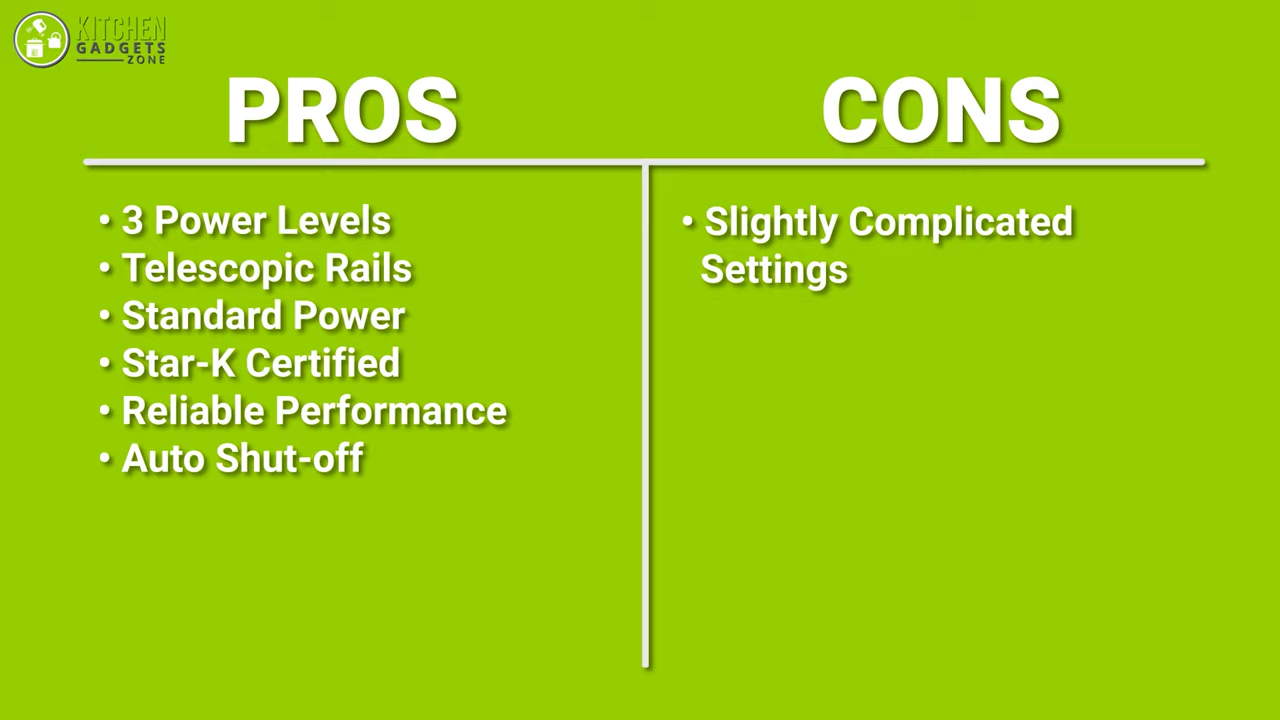 KITCHEN
GADGETS
ZONE
PROS
CONS
• 3 Power Levels
• Telescopic Rails
• Standard Power
• Star-K Certified
• Reliable Performance
• Auto Shut-off
• Slightly Complicated
Settings